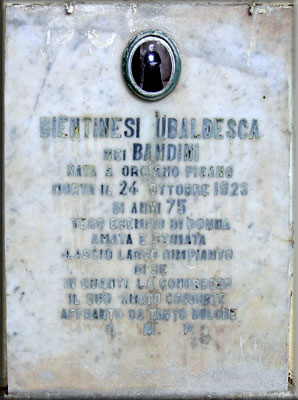 BIENTINESI UBALDESCA
NEI BANDINI
NATA A ORCIANO PISANO
MORTA IL 24 OTTOBRE 1923
DI ANNI 75
VERO ESEMPIO DI DONNA
AMATA E STIMATA
LASCIO LARGO RIMPIANTO
DI SE
IN QUANTI LA CONOBBERO
IL SUO AMATO CONSORTE
AFFRANTO DA TANTO DOLORE
M P